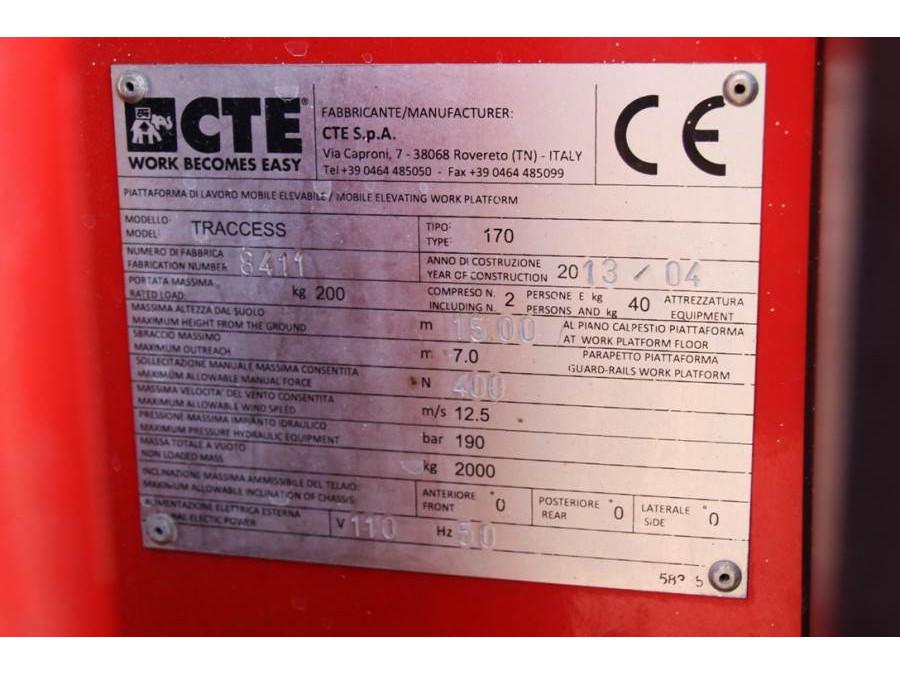 CTE®
WORK BECOMES EASY
FABBRICANTE/MANUFACTURER:
CTE S.p.A.
Via Caproni, 7 - 38068 Rovereto (TN) - ITALY
Tel +39 0464 485050 - Fax +39 0464 485099
CE
PIATTAFORMA DI LAVORO MOBILE ELEVABILE / MOBILE ELEVATING WORK PLATFORM
MODELLO:
MODEL: TRACCESS
TIPO:
TYPE: 170
NUMERO DI FABBRICA
FABRICATION NUMBER 8411
ANNO DI COSTRUZIONE
YEAR OF CONSTRUCTION 2013/04
PORTATA MASSIMA
RATED LOAD: kg 200
COMPRESO N. 2 PERSONE E kg 40 ATTREZZATURA
INCLUDING N. PERSONS AND kg EQUIPMENT
MASSIMA ALTEZZA DAL SUOLO
MAXIMUM HEIGHT FROM THE GROUND m 15.00
AL PIANO CALPESTIO PIATTAFORMA
AT WORK PLATFORM FLOOR
SBRACCIO MASSIMO
MAXIMUM OUTREACH m 7.0
PARAPETTO PIATTAFORMA
GUARD-RAILS WORK PLATFORM
SOLLECITAZIONE MANUALE MASSIMA CONSENTITA
MAXIMUM ALLOWABLE MANUAL FORCE N 400
MASSIMA VELOCITA' DEL VENTO CONSENTITA
MAXIMUM ALLOWABLE WIND SPEED m/s 12.5
PRESSIONE MASSIMA IMPIANTO IDRAULICO
MAXIMUM PRESSURE HYDRAULIC EQUIPMENT bar 190
MASSA TOTALE A VUOTO
NON LOADED MASS kg 2000
INCLINAZIONE MASSIMA AMMISSIBILE DEL TELAIO:
MAXIMUM ALLOWABLE INCLINATION OF CHASSIS:
ANTERIORE
FRONT ° 0
POSTERIORE
REAR ° 0
LATERALE
SIDE ° 0
ALIMENTAZIONE ELETTRICA ESTERNA
ELECTIC POWER V 110 Hz 50